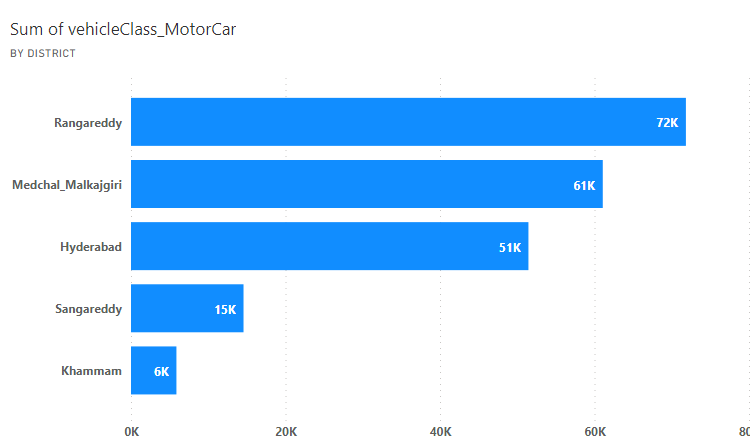 Sum of vehicleClass_MotorCar
BY DISTRICT
Rangareddy 72K
Medchal_Malkajgiri 61K
Hyderabad 51K
Sangareddy 15K
Khammam 6K
0K 20K 40K 60K